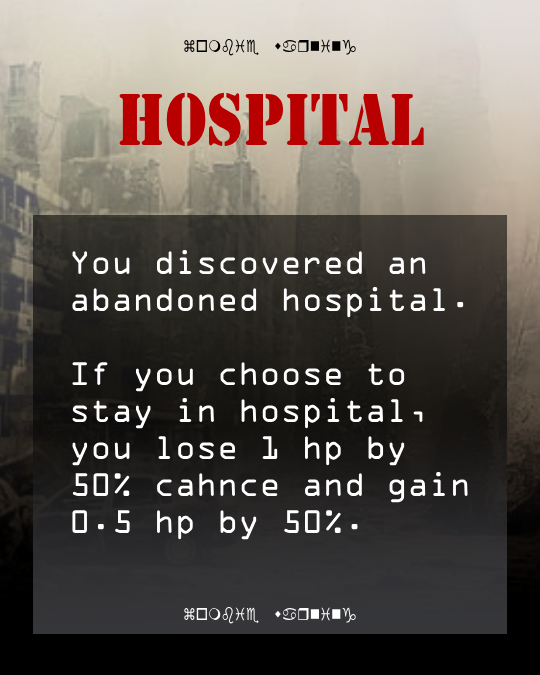 ⌘□❍♌♓♏ ⬥♋❒■♓■♑
HOSPITAL
You discovered an
abandoned hospital.
If you choose to
stay in hospital,
you lose 1 hp by
50% cahnce and gain
0.5 hp by 50%.
⌘□❍♌♓♏ ⬥♋❒■♓■♑